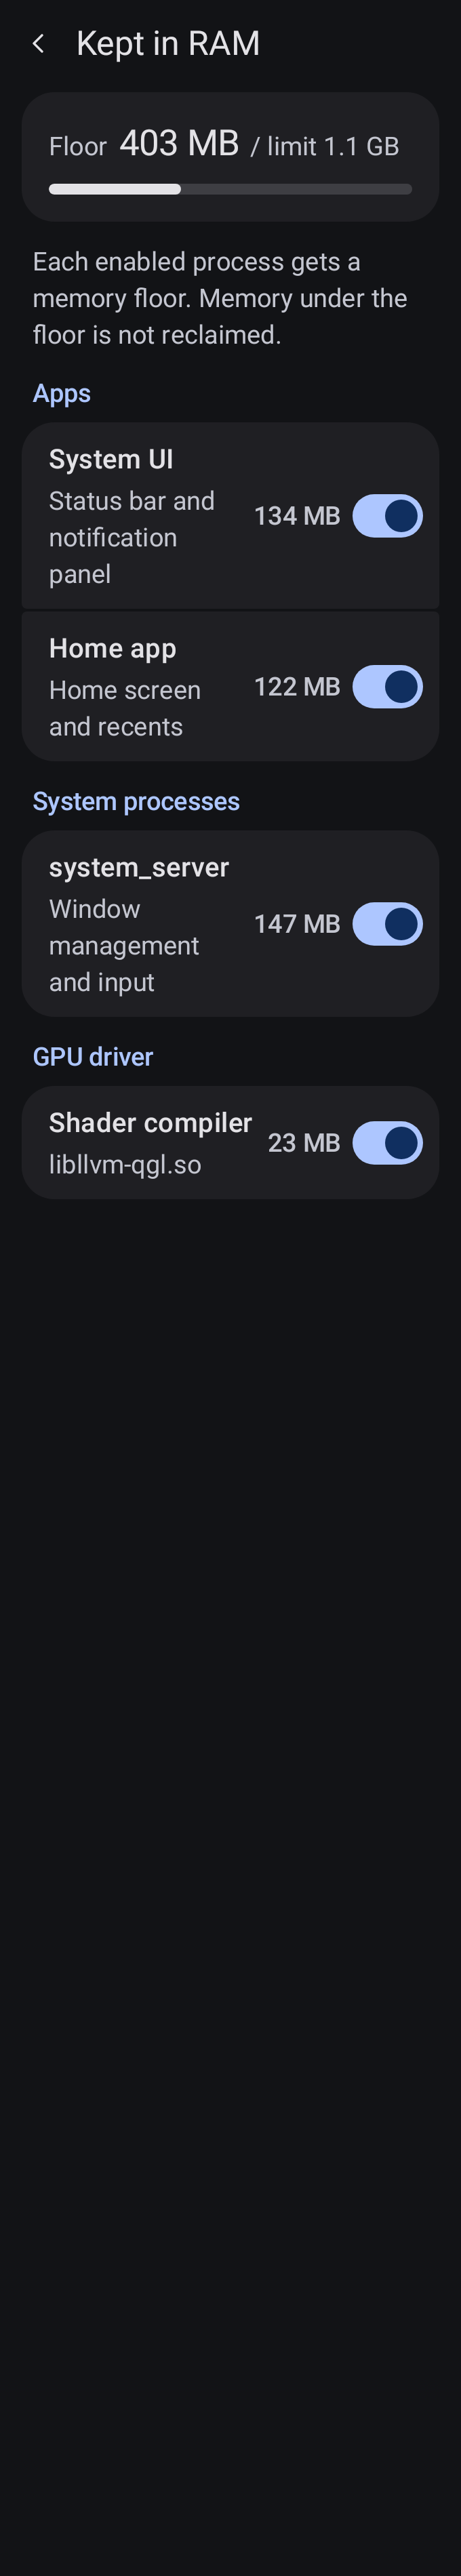 Kept in RAM
Floor 403 MB / limit 1.1 GB
Each enabled process gets a
memory floor. Memory under the
floor is not reclaimed.
Apps
System UI
Status bar and
notification
panel
134 MB
Home app
Home screen
and recents
122 MB
System processes
system_server
Window
management
and input
147 MB
GPU driver
Shader compiler
libllvm-qgl.so
23 MB